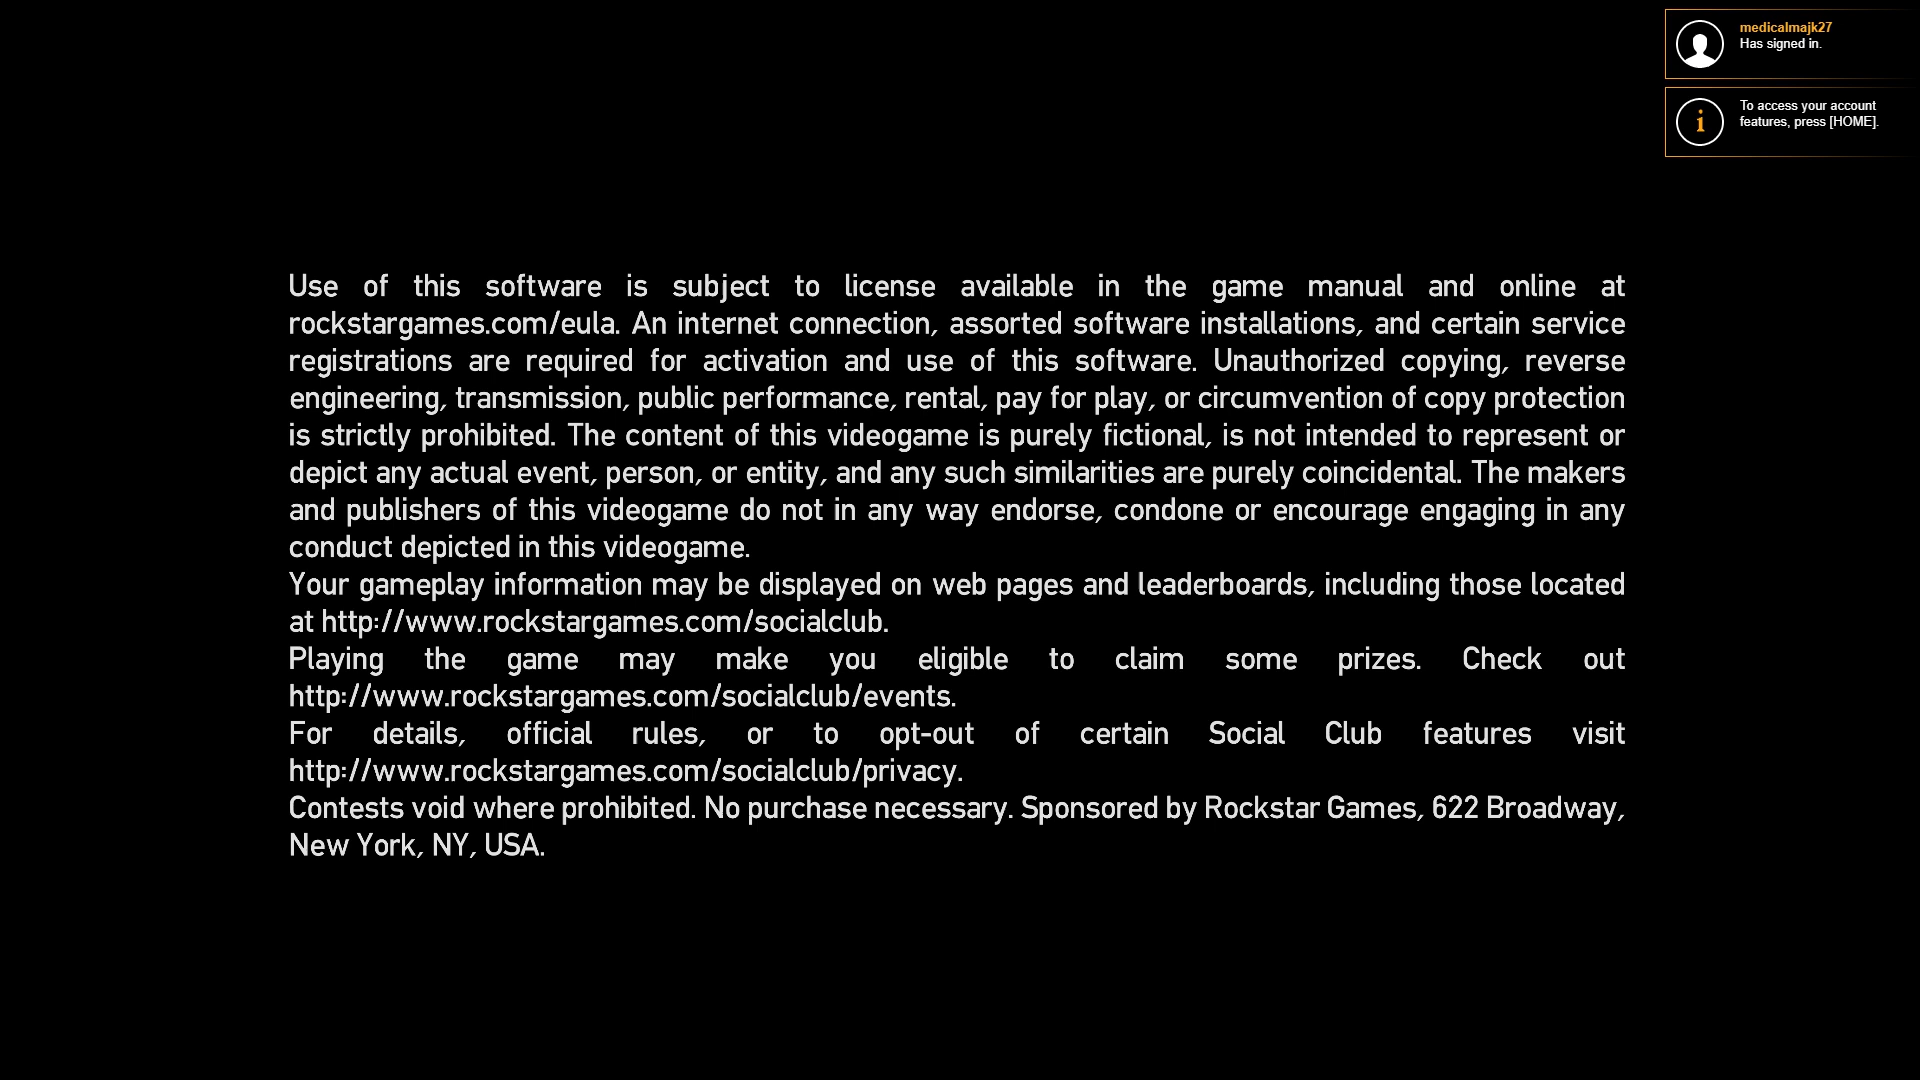 medicalmajk27
Has signed in.
To access your account
features, press [HOME].
Use of this software is subject to license available in the game manual and online at
rockstargames.com/eula. An internet connection, assorted software installations, and certain service
registrations are required for activation and use of this software. Unauthorized copying, reverse
engineering, transmission, public performance, rental, pay for play, or circumvention of copy protection
is strictly prohibited. The content of this videogame is purely fictional, is not intended to represent or
depict any actual event, person, or entity, and any such similarities are purely coincidental. The makers
and publishers of this videogame do not in any way endorse, condone or encourage engaging in any
conduct depicted in this videogame.
Your gameplay information may be displayed on web pages and leaderboards, including those located
at http://www.rockstargames.com/socialclub.
Playing the game may make you eligible to claim some prizes. Check out
http://www.rockstargames.com/socialclub/events.
For details, official rules, or to opt-out of certain Social Club features visit
http://www.rockstargames.com/socialclub/privacy.
Contests void where prohibited. No purchase necessary. Sponsored by Rockstar Games, 622 Broadway,
New York, NY, USA.